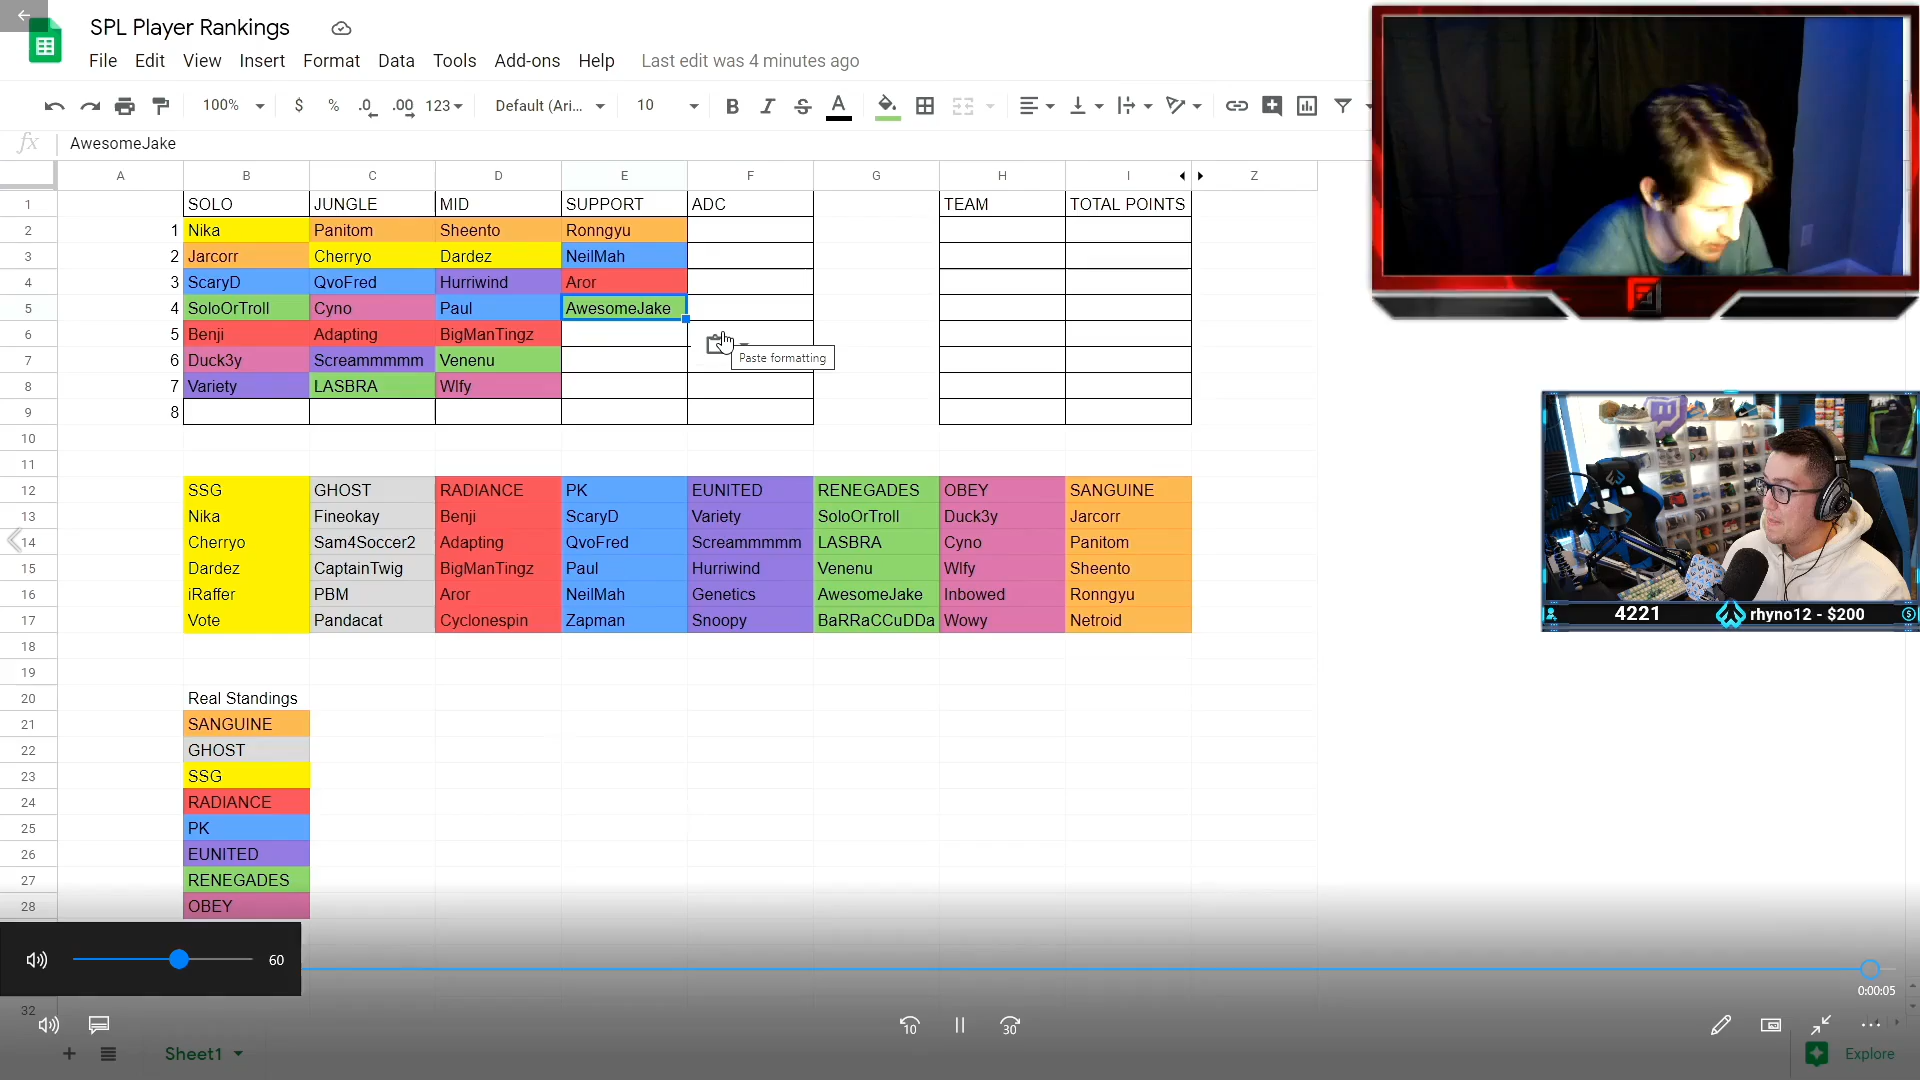 SPL Player Rankings
File Edit View Insert Format Data Tools Add-ons Help Last edit was 4 minutes ago
100% $ % .0 .00 123 Default (Ari... 10 B I S A
fx AwesomeJake
A B C D E F G H I Z
1 SOLO JUNGLE MID SUPPORT ADC TEAM TOTAL POINTS
2 1 Nika Panitom Sheento Ronngyu
3 2 Jarcorr Cherryo Dardez NeilMah
4 3 ScaryD QvoFred Hurriwind Aror
5 4 SoloOrTroll Cyno Paul AwesomeJake
6 5 Benji Adapting BigManTingz
7 6 Duck3y Screammmmm Venenu
Paste formatting
8 7 Variety LASBRA Wlfy
9 8
10
11
12 SSG GHOST RADIANCE PK EUNITED RENEGADES OBEY SANGUINE
13 Nika Fineokay Benji ScaryD Variety SoloOrTroll Duck3y Jarcorr
14 Cherryo Sam4Soccer2 Adapting QvoFred Screammmmm LASBRA Cyno Panitom
15 Dardez CaptainTwig BigManTingz Paul Hurriwind Venenu Wlfy Sheento
16 iRaffer PBM Aror NeilMah Genetics AwesomeJake Inbowed Ronngyu
17 Vote Pandacat Cyclonespin Zapman Snoopy BaRRaCCuDDa Wowy Netroid
4221 rhyno12 - $200
18
19
20 Real Standings
21 SANGUINE
22 GHOST
23 SSG
24 RADIANCE
25 PK
26 EUNITED
27 RENEGADES
28 OBEY
60
0:00:05
32
10 30
Sheet1 Explore